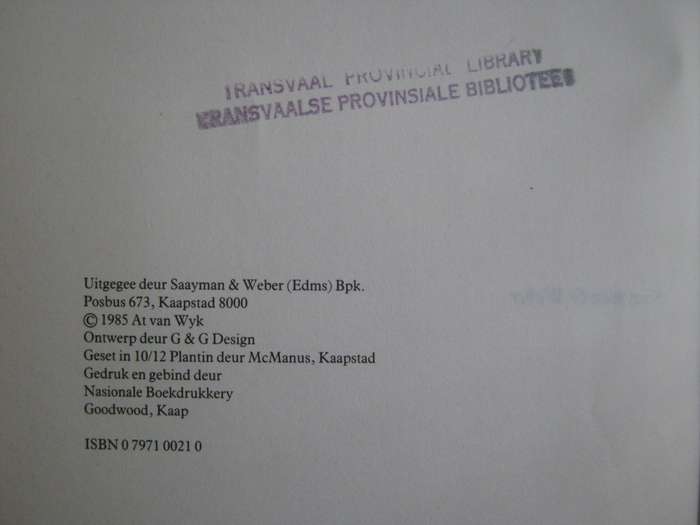 TRANSVAAL PROVINCIAL LIBRARY
TRANSVAALSE PROVINSIALE BIBLIOTEEK
Uitgegee deur Saayman & Weber (Edms) Bpk.
Posbus 673, Kaapstad 8000
© 1985 At van Wyk
Ontwerp deur G & G Design
Geset in 10/12 Plantin deur McManus, Kaapstad
Gedruk en gebind deur
Nasionale Boekdrukkery
Goodwood, Kaap
ISBN 0 7971 0021 0